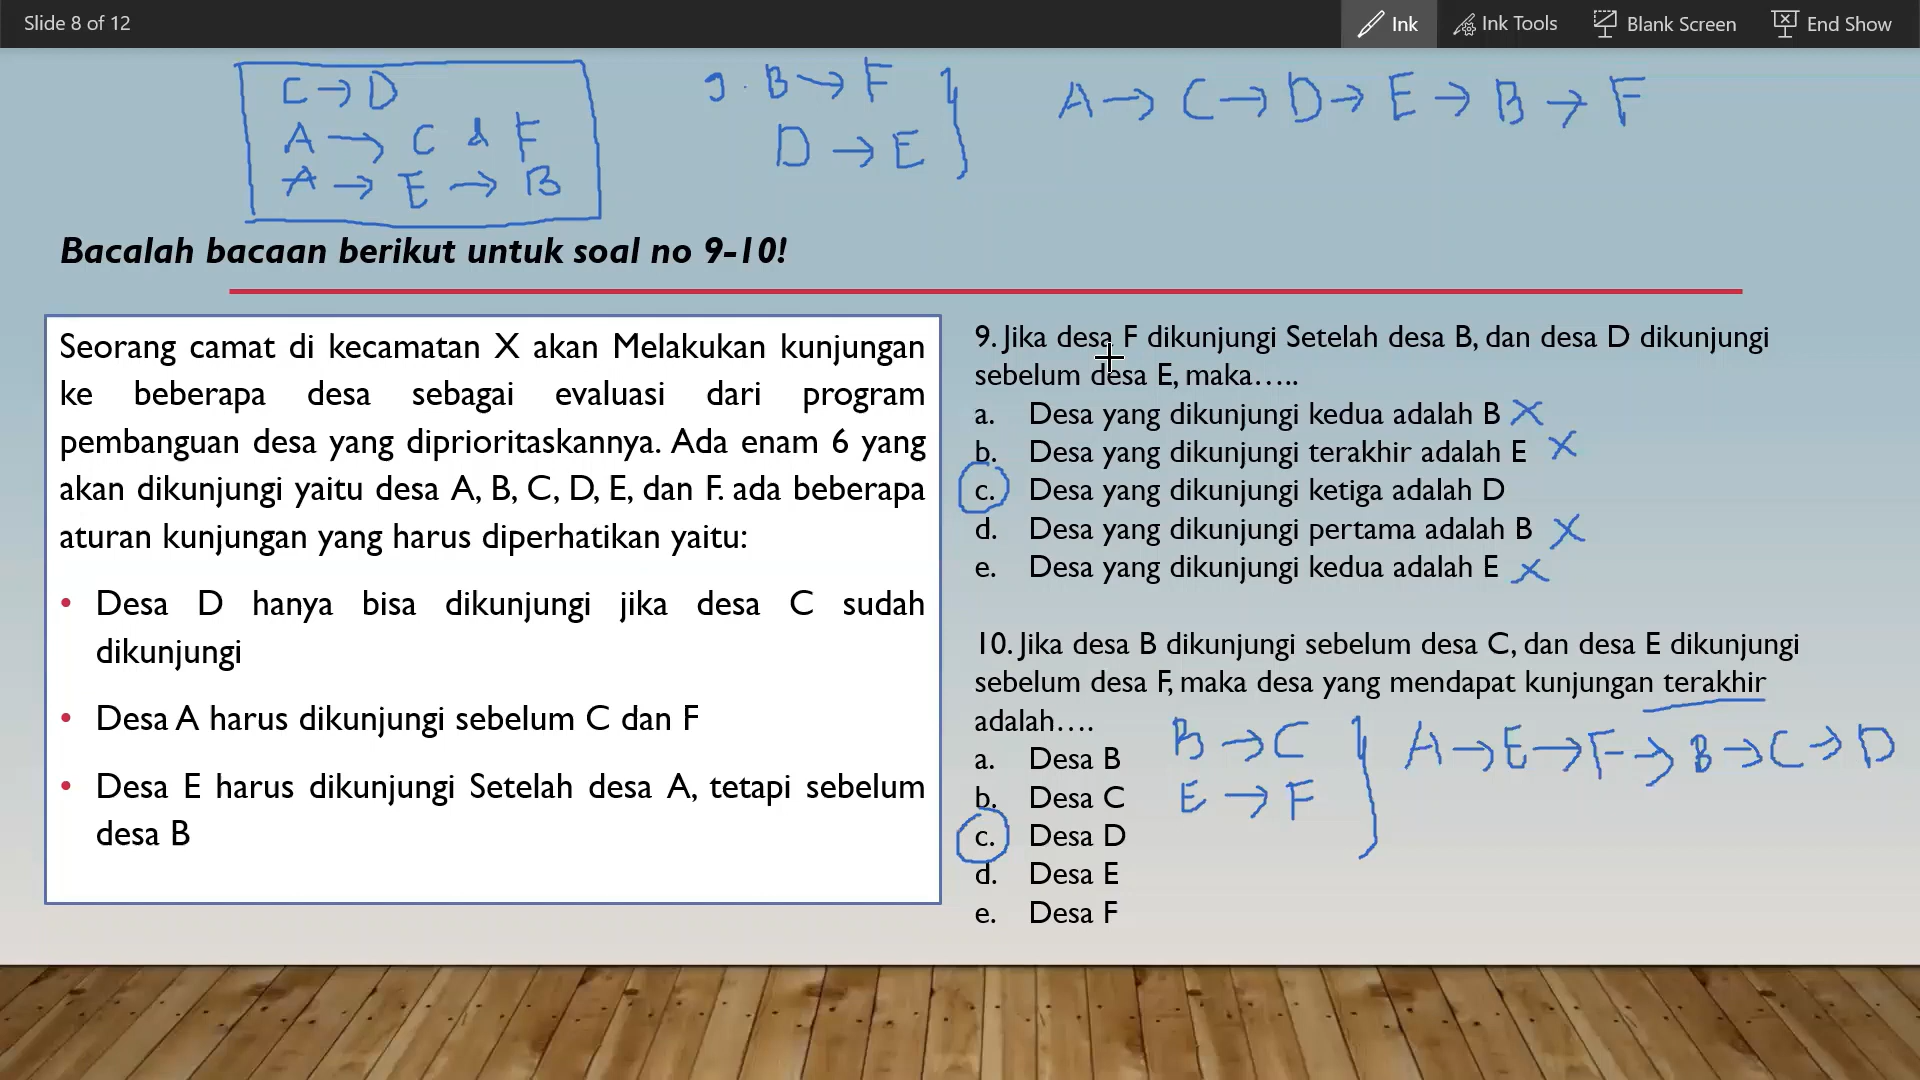 Slide 8 of 12
Ink
Ink Tools
Blank Screen
End Show
C → D
A → C & F
A → E → B
9. B → F
D → E
A → C → D → E → B → F
Bacalah bacaan berikut untuk soal no 9-10!
Seorang camat di kecamatan X akan Melakukan kunjungan
ke beberapa desa sebagai evaluasi dari program
pembanguan desa yang diprioritaskannya. Ada enam 6 yang
akan dikunjungi yaitu desa A, B, C, D, E, dan F. ada beberapa
aturan kunjungan yang harus diperhatikan yaitu:
• Desa D hanya bisa dikunjungi jika desa C sudah
dikunjungi
• Desa A harus dikunjungi sebelum C dan F
• Desa E harus dikunjungi Setelah desa A, tetapi sebelum
desa B
9. Jika desa F dikunjungi Setelah desa B, dan desa D dikunjungi
sebelum desa E, maka…..
a. Desa yang dikunjungi kedua adalah B X
b. Desa yang dikunjungi terakhir adalah E X
c. Desa yang dikunjungi ketiga adalah D
d. Desa yang dikunjungi pertama adalah B X
e. Desa yang dikunjungi kedua adalah E X
10. Jika desa B dikunjungi sebelum desa C, dan desa E dikunjungi
sebelum desa F, maka desa yang mendapat kunjungan terakhir
adalah….
a. Desa B
b. Desa C
c. Desa D
d. Desa E
e. Desa F
B → C
E → F
A → E → F → B → C → D